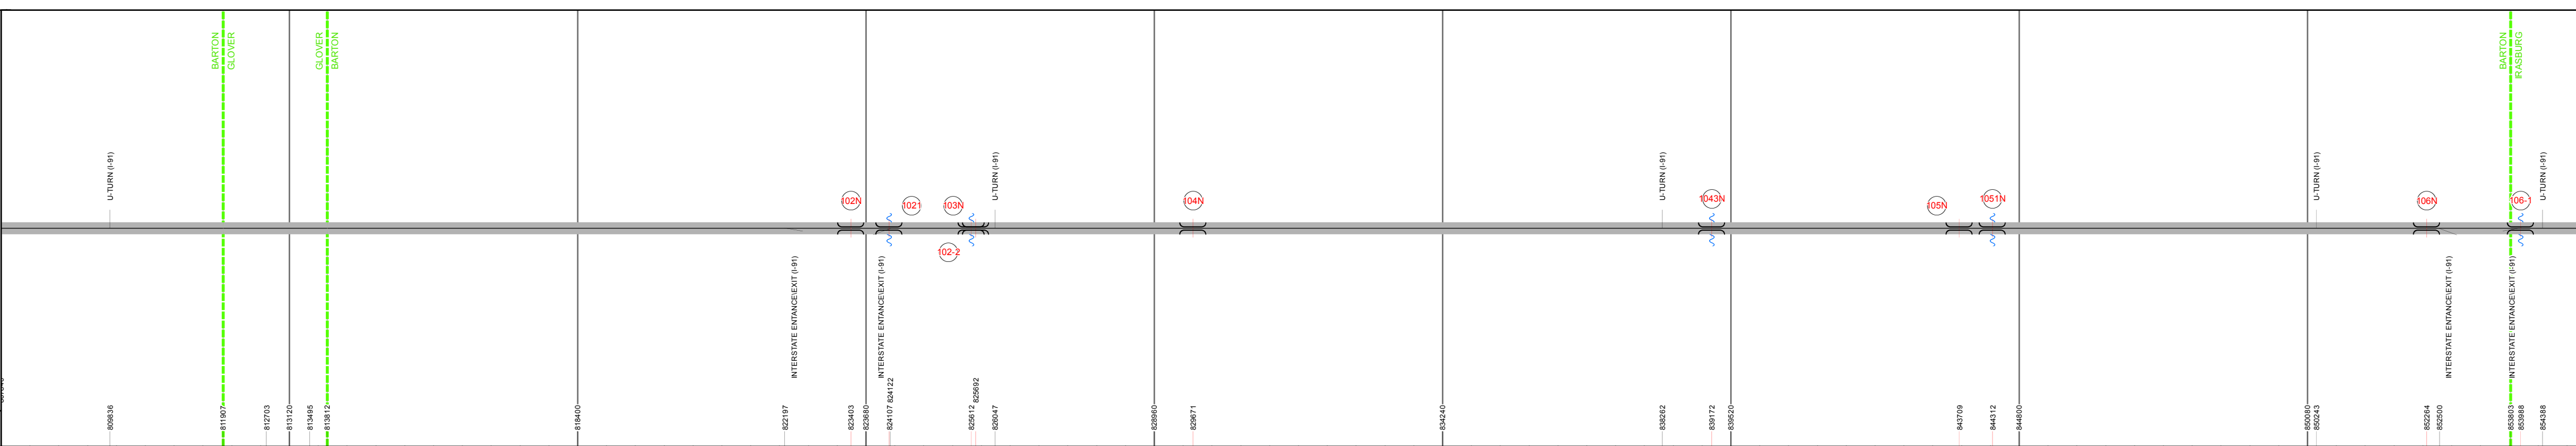 BARTON
GLOVER
GLOVER
BARTON
BARTON
IRASBURG
U-TURN (I-91)
U-TURN (I-91)
U-TURN (I-91)
U-TURN (I-91)
U-TURN (I-91)
102N
1021
103N
102-2
104N
1043N
105N
1051N
106N
106-1
INTERSTATE ENTANCE\EXIT (I-91)
INTERSTATE ENTANCE\EXIT (I-91)
INTERSTATE ENTANCE\EXIT (I-91)
INTERSTATE ENTANCE\EXIT (I-91)
809836
811907
812703
813120
813495
813812
818400
822197
823403
823680
824107
824122
825612
825692
826047
828960
829671
834240
838262
839172
839520
843709
844312
844800
850080
850243
852264
852500
853803
853988
854388